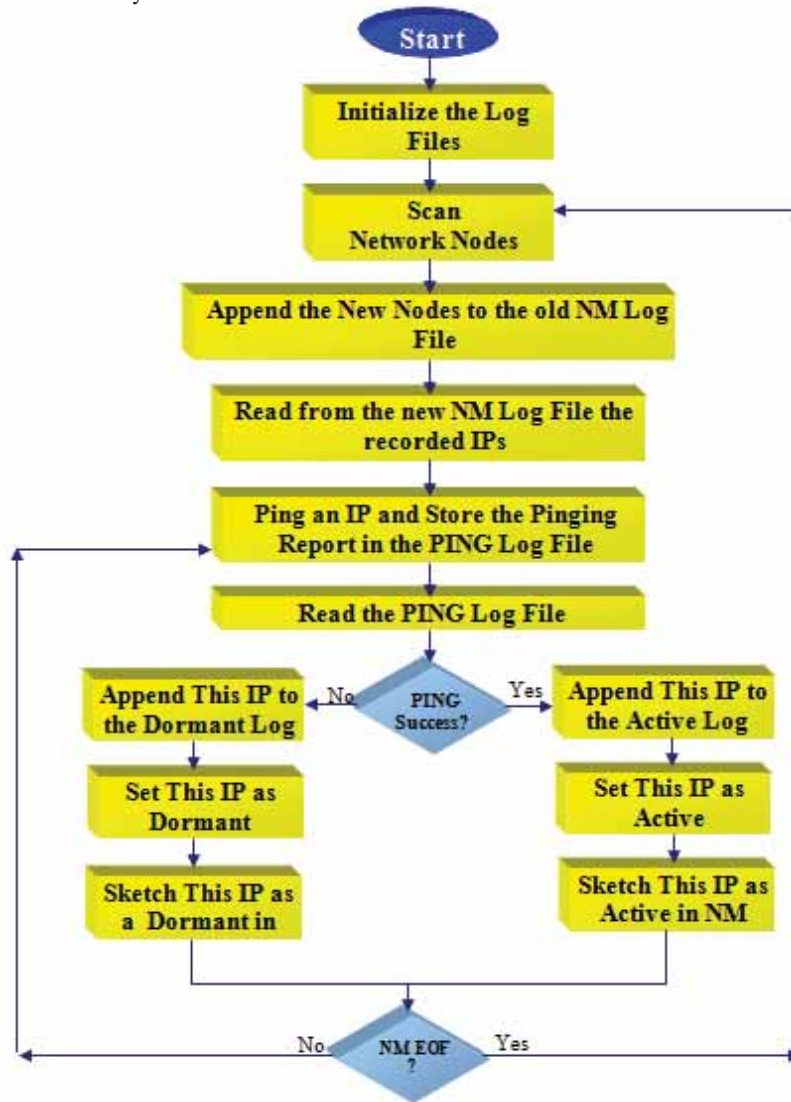 Start
Initialize the Log
Files
Scan
Network Nodes
Append the New Nodes to the old NM Log
File
Read from the new NM Log File the
recorded IPs
Ping an IP and Store the Pinging
Report in the PING Log File
Read the PING Log File
PING
Success?
No
Yes
Append This IP to
the Dormant Log
Set This IP as
Dormant
Sketch This IP as
a Dormant in
Append This IP to
the Active Log
Set This IP as
Active
Sketch This IP as
Active in NM
NM EOF
?
No
Yes